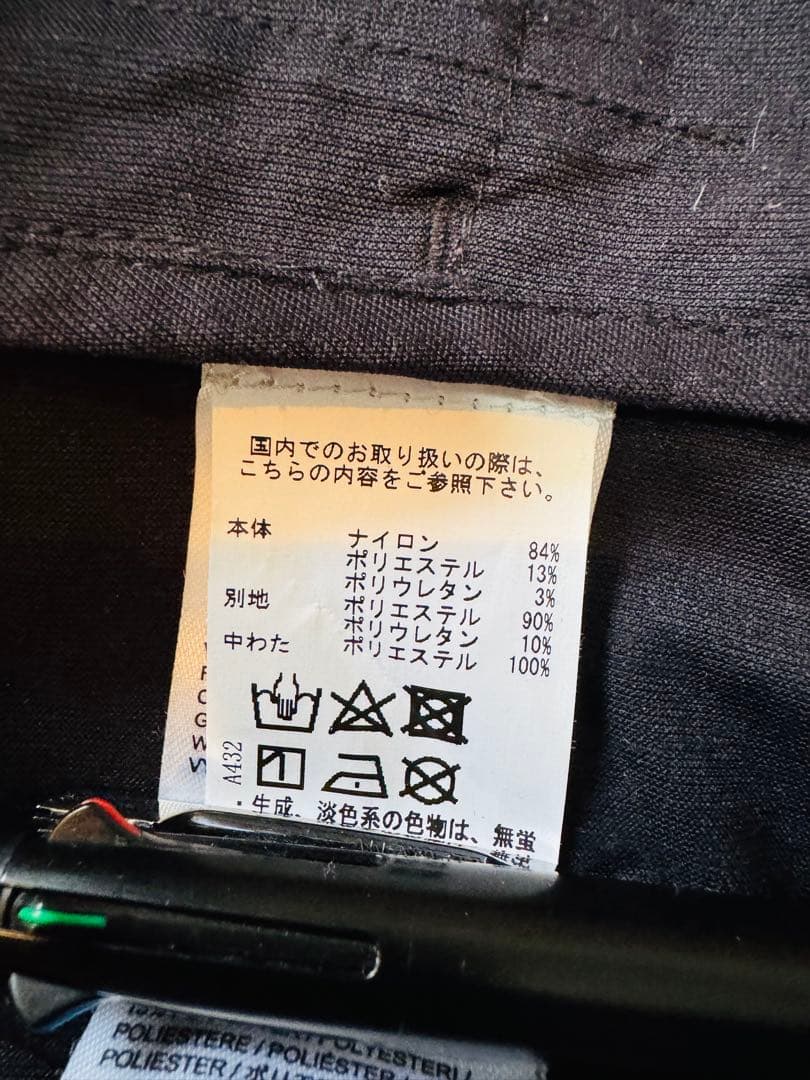 国内でのお取り扱いの際は、
こちらの内容をご参照下さい。
本体 ナイロン 84%
ポリエステル 13%
ポリウレタン 3%
別地 ポリエステル 90%
ポリウレタン 10%
中わた ポリエステル 100%
A432
・生成、淡色系の色物は、無蛍
POLIESTERE / POLIÉSTER /
POLIESTER /